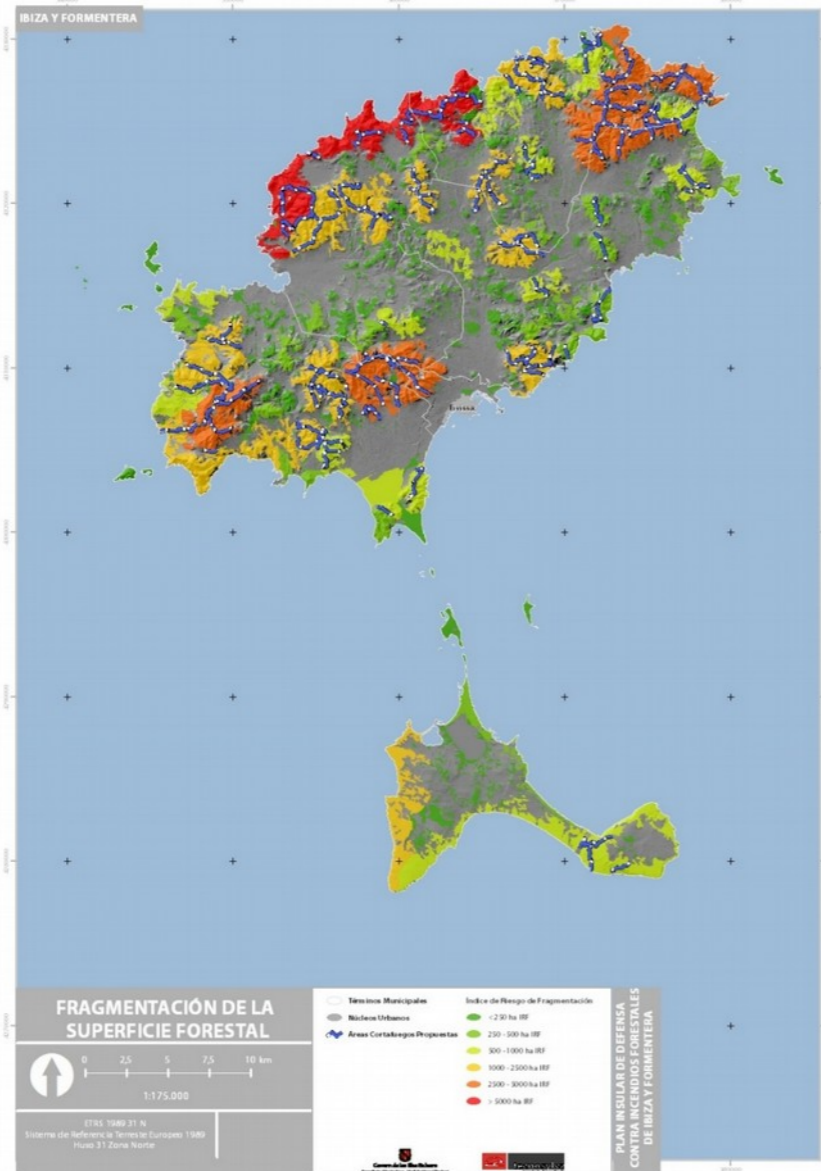 IBIZA Y FORMENTERA
Eivissa
FRAGMENTACIÓN DE LA
SUPERFICIE FORESTAL
0 2,5 5 7,5 10 km
1:175.000
ETRS 1989 31 N
Sistema de Referencia Terrestre Europeo 1989
Huso 31 Zona Norte
Términos Municipales
Núcleos Urbanos
Áreas Cortafuegos Propuestas
Índice de Riesgo de Fragmentación
< 250 ha IRF
250 - 500 ha IRF
500 - 1000 ha IRF
1000 - 2500 ha IRF
2500 - 5000 ha IRF
> 5000 ha IRF
PLAN INSULAR DE DEFENSA
CONTRA INCENDIOS FORESTALES
DE IBIZA Y FORMENTERA